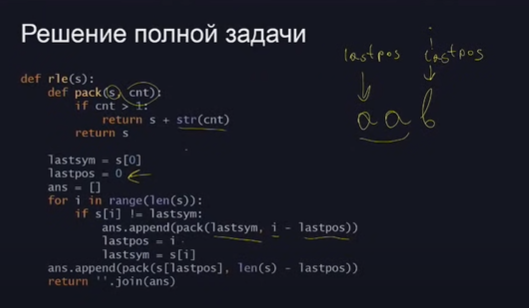 Решение полной задачи
def rle(s):
    def pack(s, cnt):
        if cnt > 1:
            return s + str(cnt)
        return s
    lastsym = s[0]
    lastpos = 0
    ans = []
    for i in range(len(s)):
        if s[i] != lastsym:
            ans.append(pack(lastsym, i - lastpos))
            lastpos = i
            lastsym = s[i]
    ans.append(pack(s[lastpos], len(s) - lastpos))
    return ''.join(ans)
i
lastpos lastpos
a a b